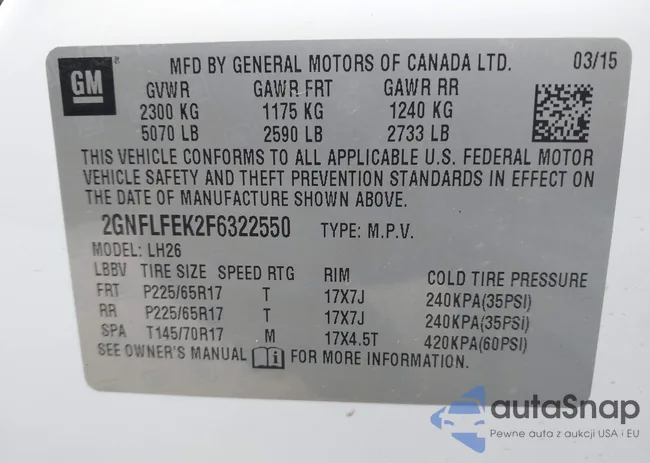 GM
MFD BY GENERAL MOTORS OF CANADA LTD. 03/15
GVWR GAWR FRT GAWR RR
2300 KG 1175 KG 1240 KG
5070 LB 2590 LB 2733 LB
THIS VEHICLE CONFORMS TO ALL APPLICABLE U.S. FEDERAL MOTOR
VEHICLE SAFETY AND THEFT PREVENTION STANDARDS IN EFFECT ON
THE DATE OF MANUFACTURE SHOWN ABOVE.
2GNFLFEK2F6322550 TYPE: M.P.V.
MODEL: LH26
LBBV TIRE SIZE SPEED RTG RIM COLD TIRE PRESSURE
FRT P225/65R17 T 17X7J 240KPA(35PSI)
RR P225/65R17 T 17X7J 240KPA(35PSI)
SPA T145/70R17 M 17X4.5T 420KPA(60PSI)
SEE OWNER'S MANUAL i FOR MORE INFORMATION.
autaSnap
Pewne auta z aukcji USA i EU